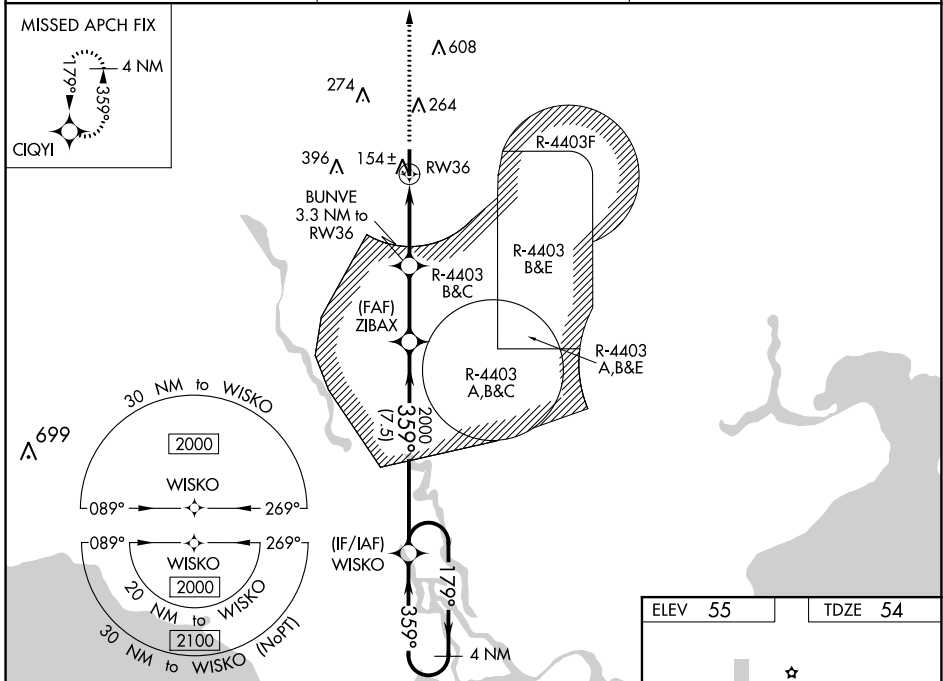 MISSED APCH FIX
179°
359°
4 NM
CIQYI
608
274
264
396
154±
RW36
BUNVE
3.3 NM to
RW36
R-4403F
R-4403
B&E
R-4403
B&C
(FAF)
ZIBAX
R-4403
A,B&C
R-4403
A,B&E
2000
359°
(7.5)
699
30 NM to WISKO
2000
WISKO
089°
269°
089°
269°
WISKO
2000
20 NM to WISKO
2100
30 NM to WISKO (NoPT)
(IF/IAF)
WISKO
179°
359°
4 NM
ELEV 55
TDZE 54